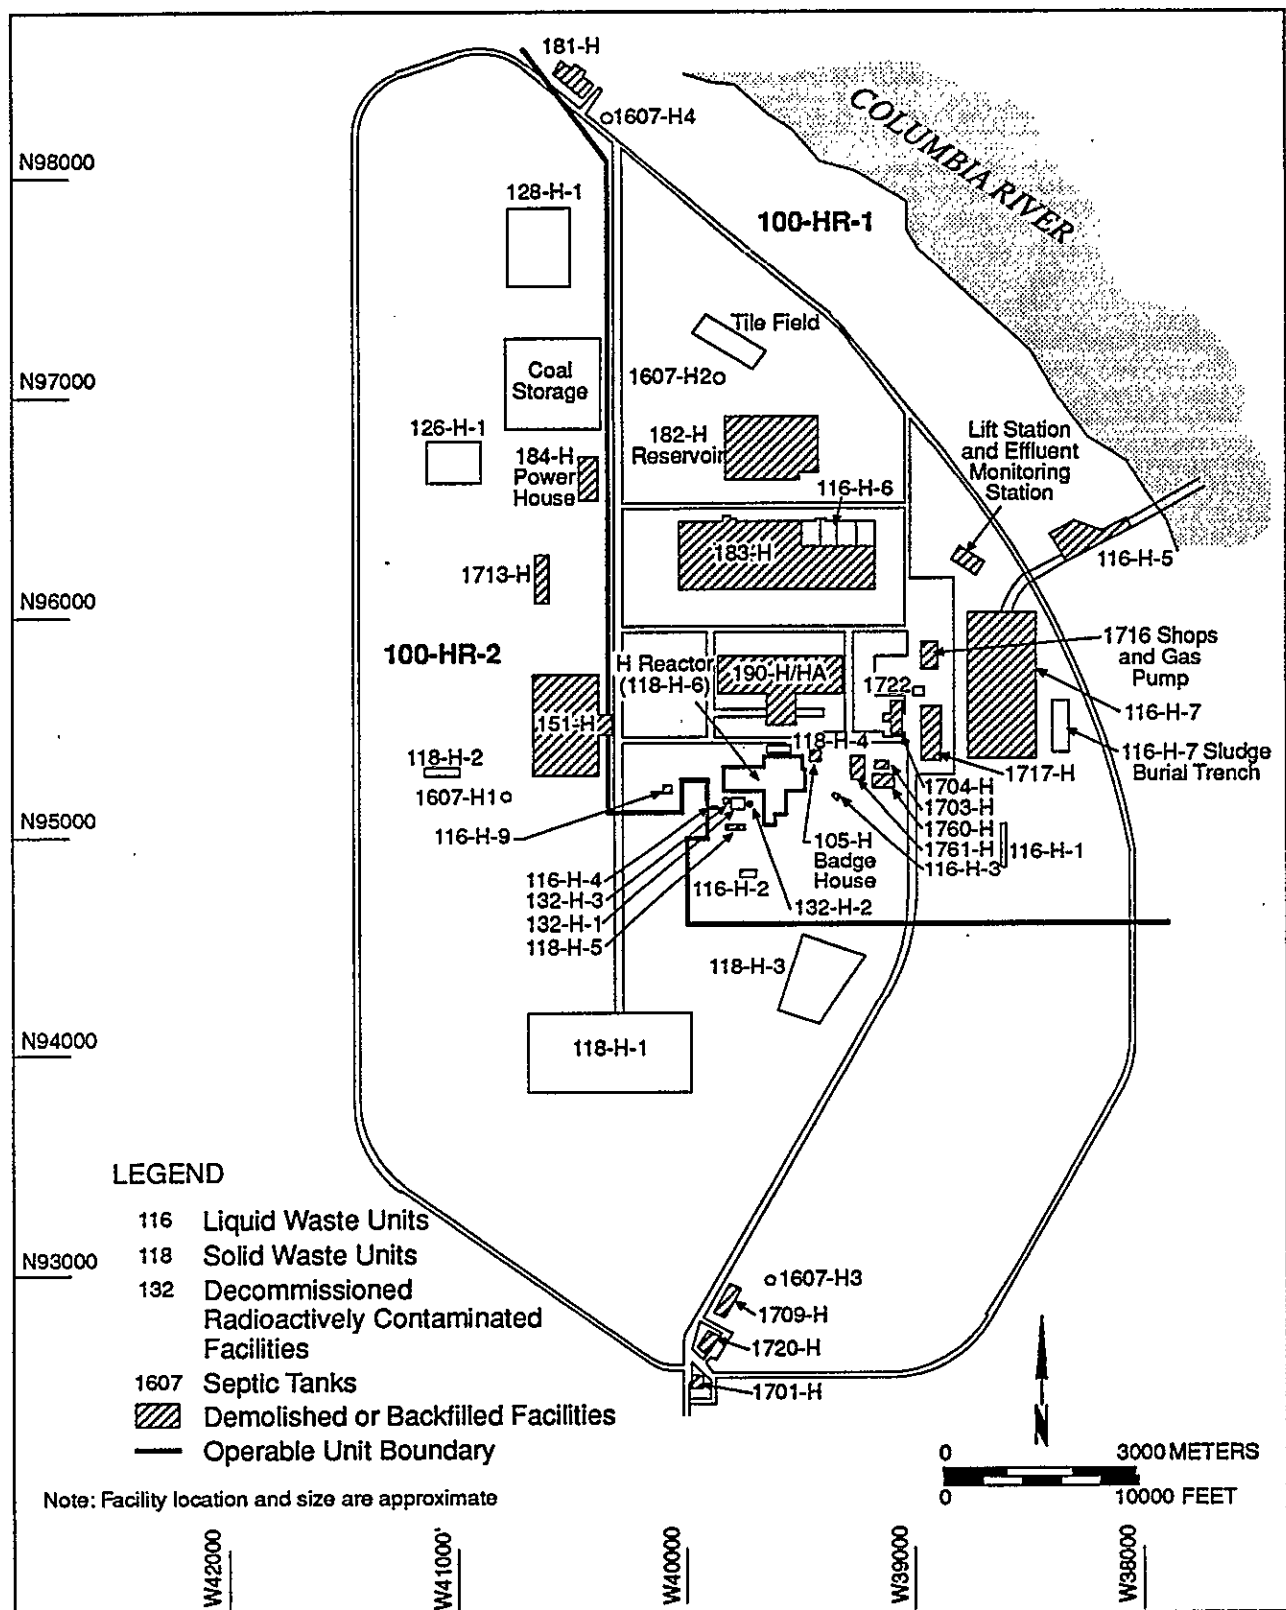 181-H
1607-H4
COLUMBIA RIVER
N98000
128-H-1
100-HR-1
Tile Field
N97000
Coal
Storage
1607-H2
126-H-1
182-H
Reservoir
Lift Station
and Effluent
Monitoring
Station
184-H
Power
House
116-H-6
183-H
116-H-5
1713-H
N96000
100-HR-2
H Reactor
(118-H-6)
190-H/HA
1722
1716 Shops
and Gas
Pump
116-H-7
151-H
118-H-4
116-H-7 Sludge
Burial Trench
118-H-2
1717-H
1607-H1
1704-H
1703-H
N95000
116-H-9
105-H
Badge
House
1760-H
1761-H
116-H-3
116-H-1
116-H-4
132-H-3
132-H-1
118-H-5
116-H-2
132-H-2
118-H-3
N94000
118-H-1
LEGEND
116 Liquid Waste Units
118 Solid Waste Units
132 Decommissioned
Radioactively Contaminated
Facilities
1607 Septic Tanks
Demolished or Backfilled Facilities
Operable Unit Boundary
Note: Facility location and size are approximate
N93000
1607-H3
1709-H
1720-H
1701-H
N
0 3000 METERS
0 10000 FEET
W42000
W41000'
W40000
W39000
W38000